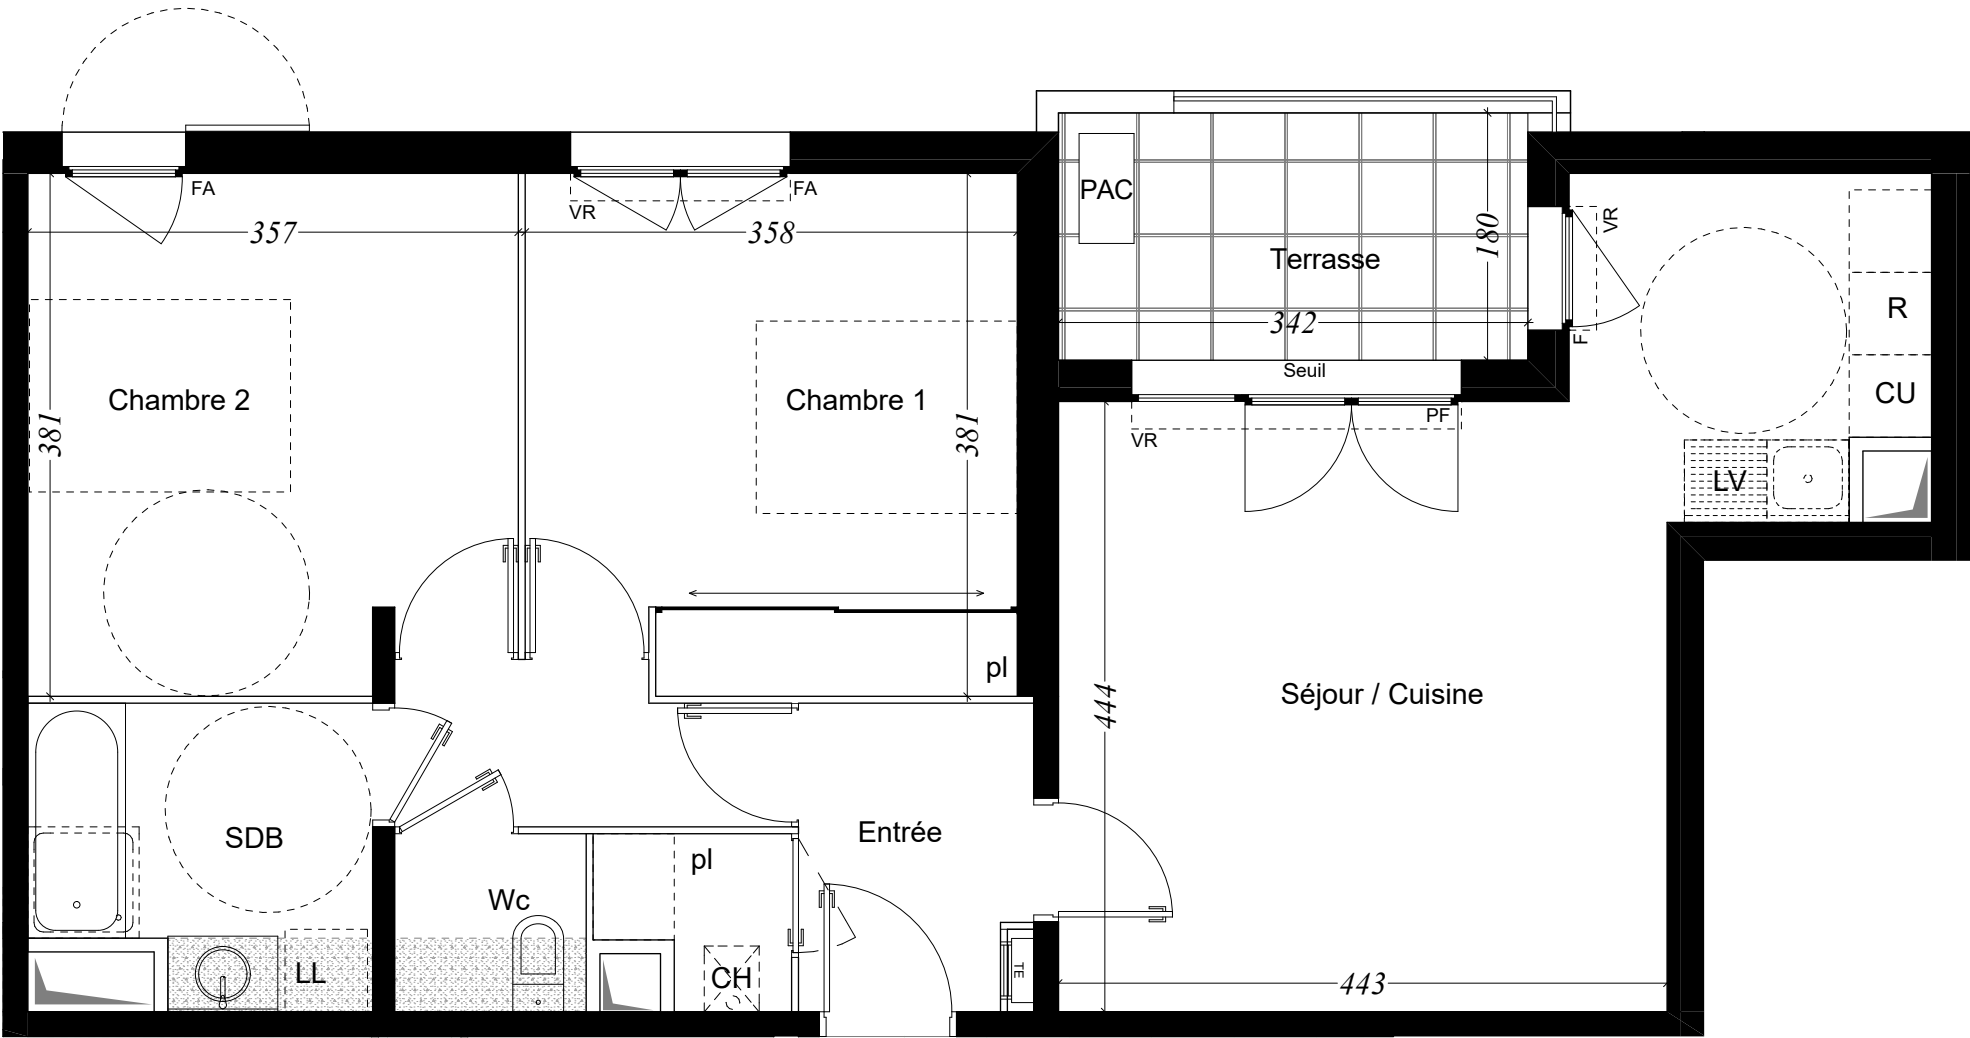 FA
VR
FA
PAC
VR
357
358
180
Terrasse
R
342
F
Seuil
CU
Chambre 2
Chambre 1
381
381
VR
PF
LV
pl
Séjour / Cuisine
444
SDB
pl
Entrée
Wc
LL
CH
TE
443